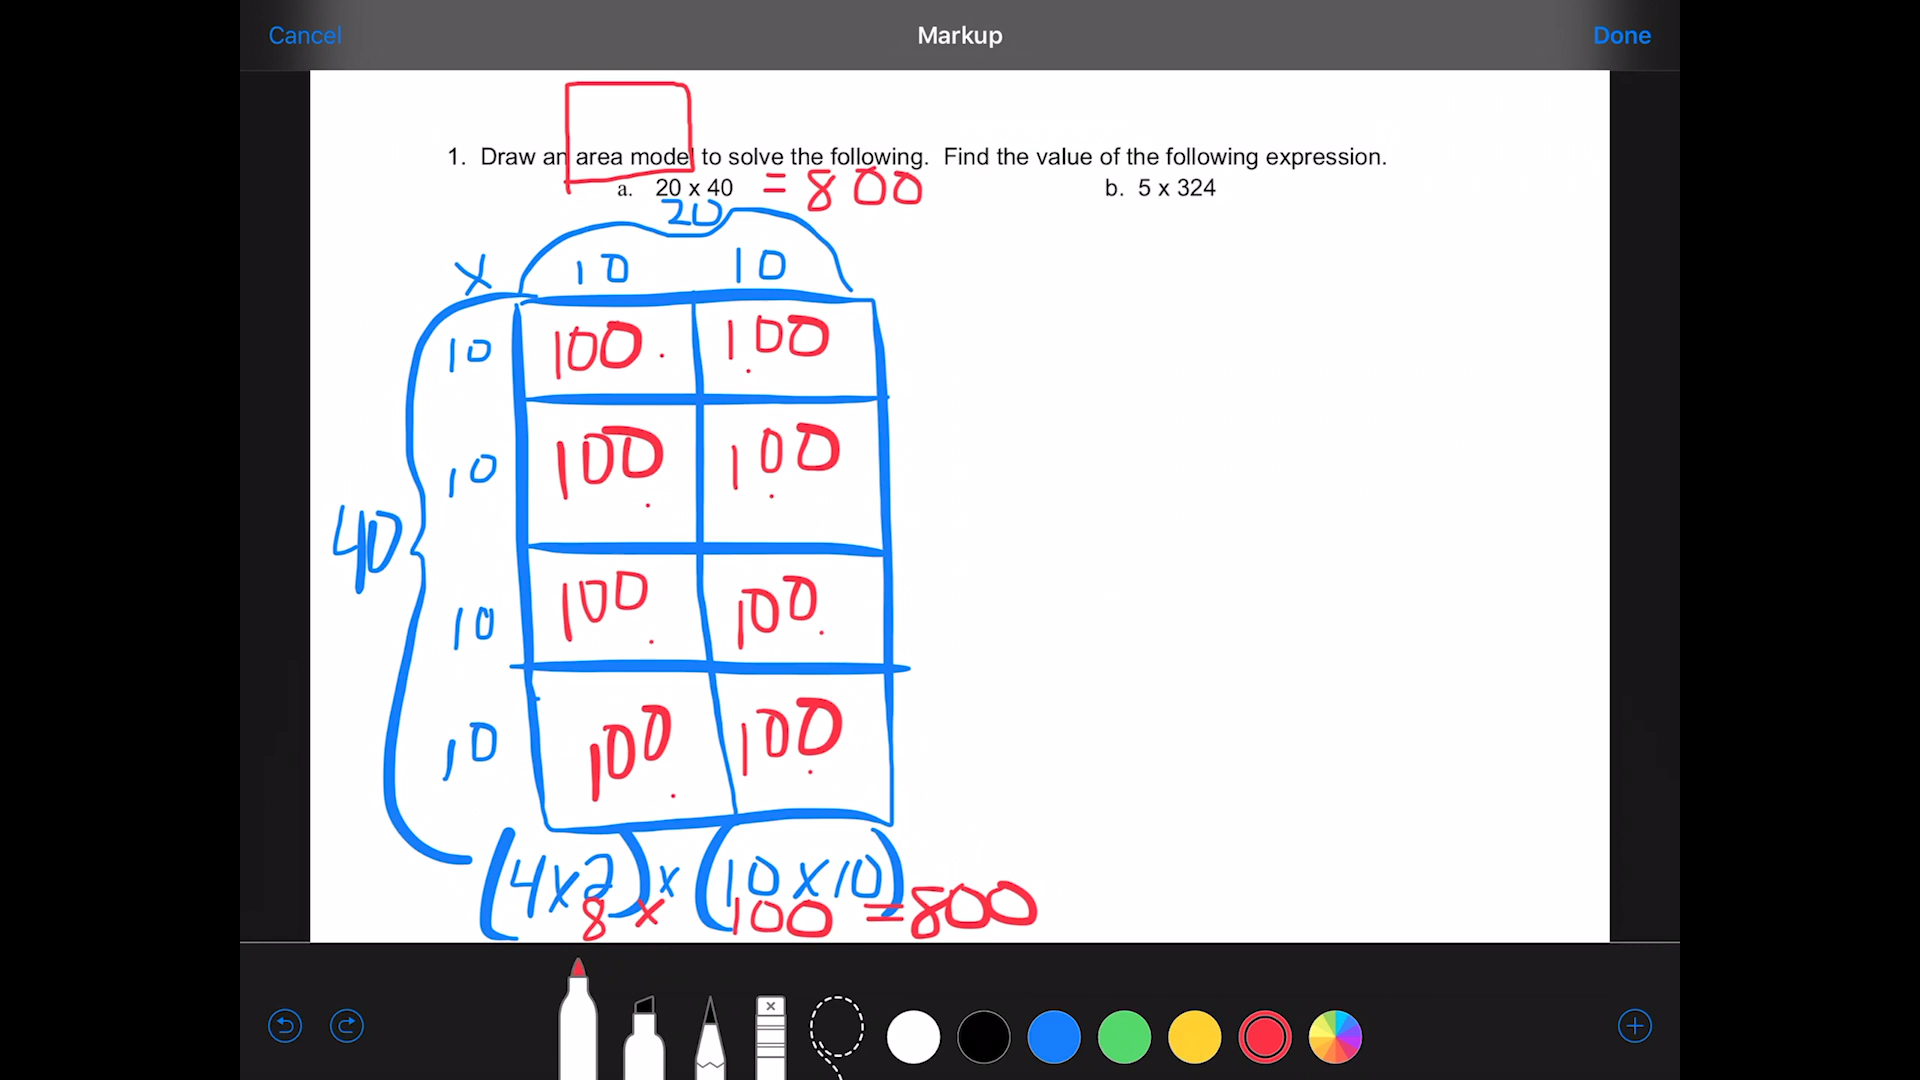 Cancel Markup Done
1. Draw an area model to solve the following. Find the value of the following expression.
a. 20 x 40 = 800 b. 5 x 324
20
x 10 10
10 100 100
10 100 100
40
10 100 100
10 100 100
(4x2) x (10x10)
8 x 100 = 800